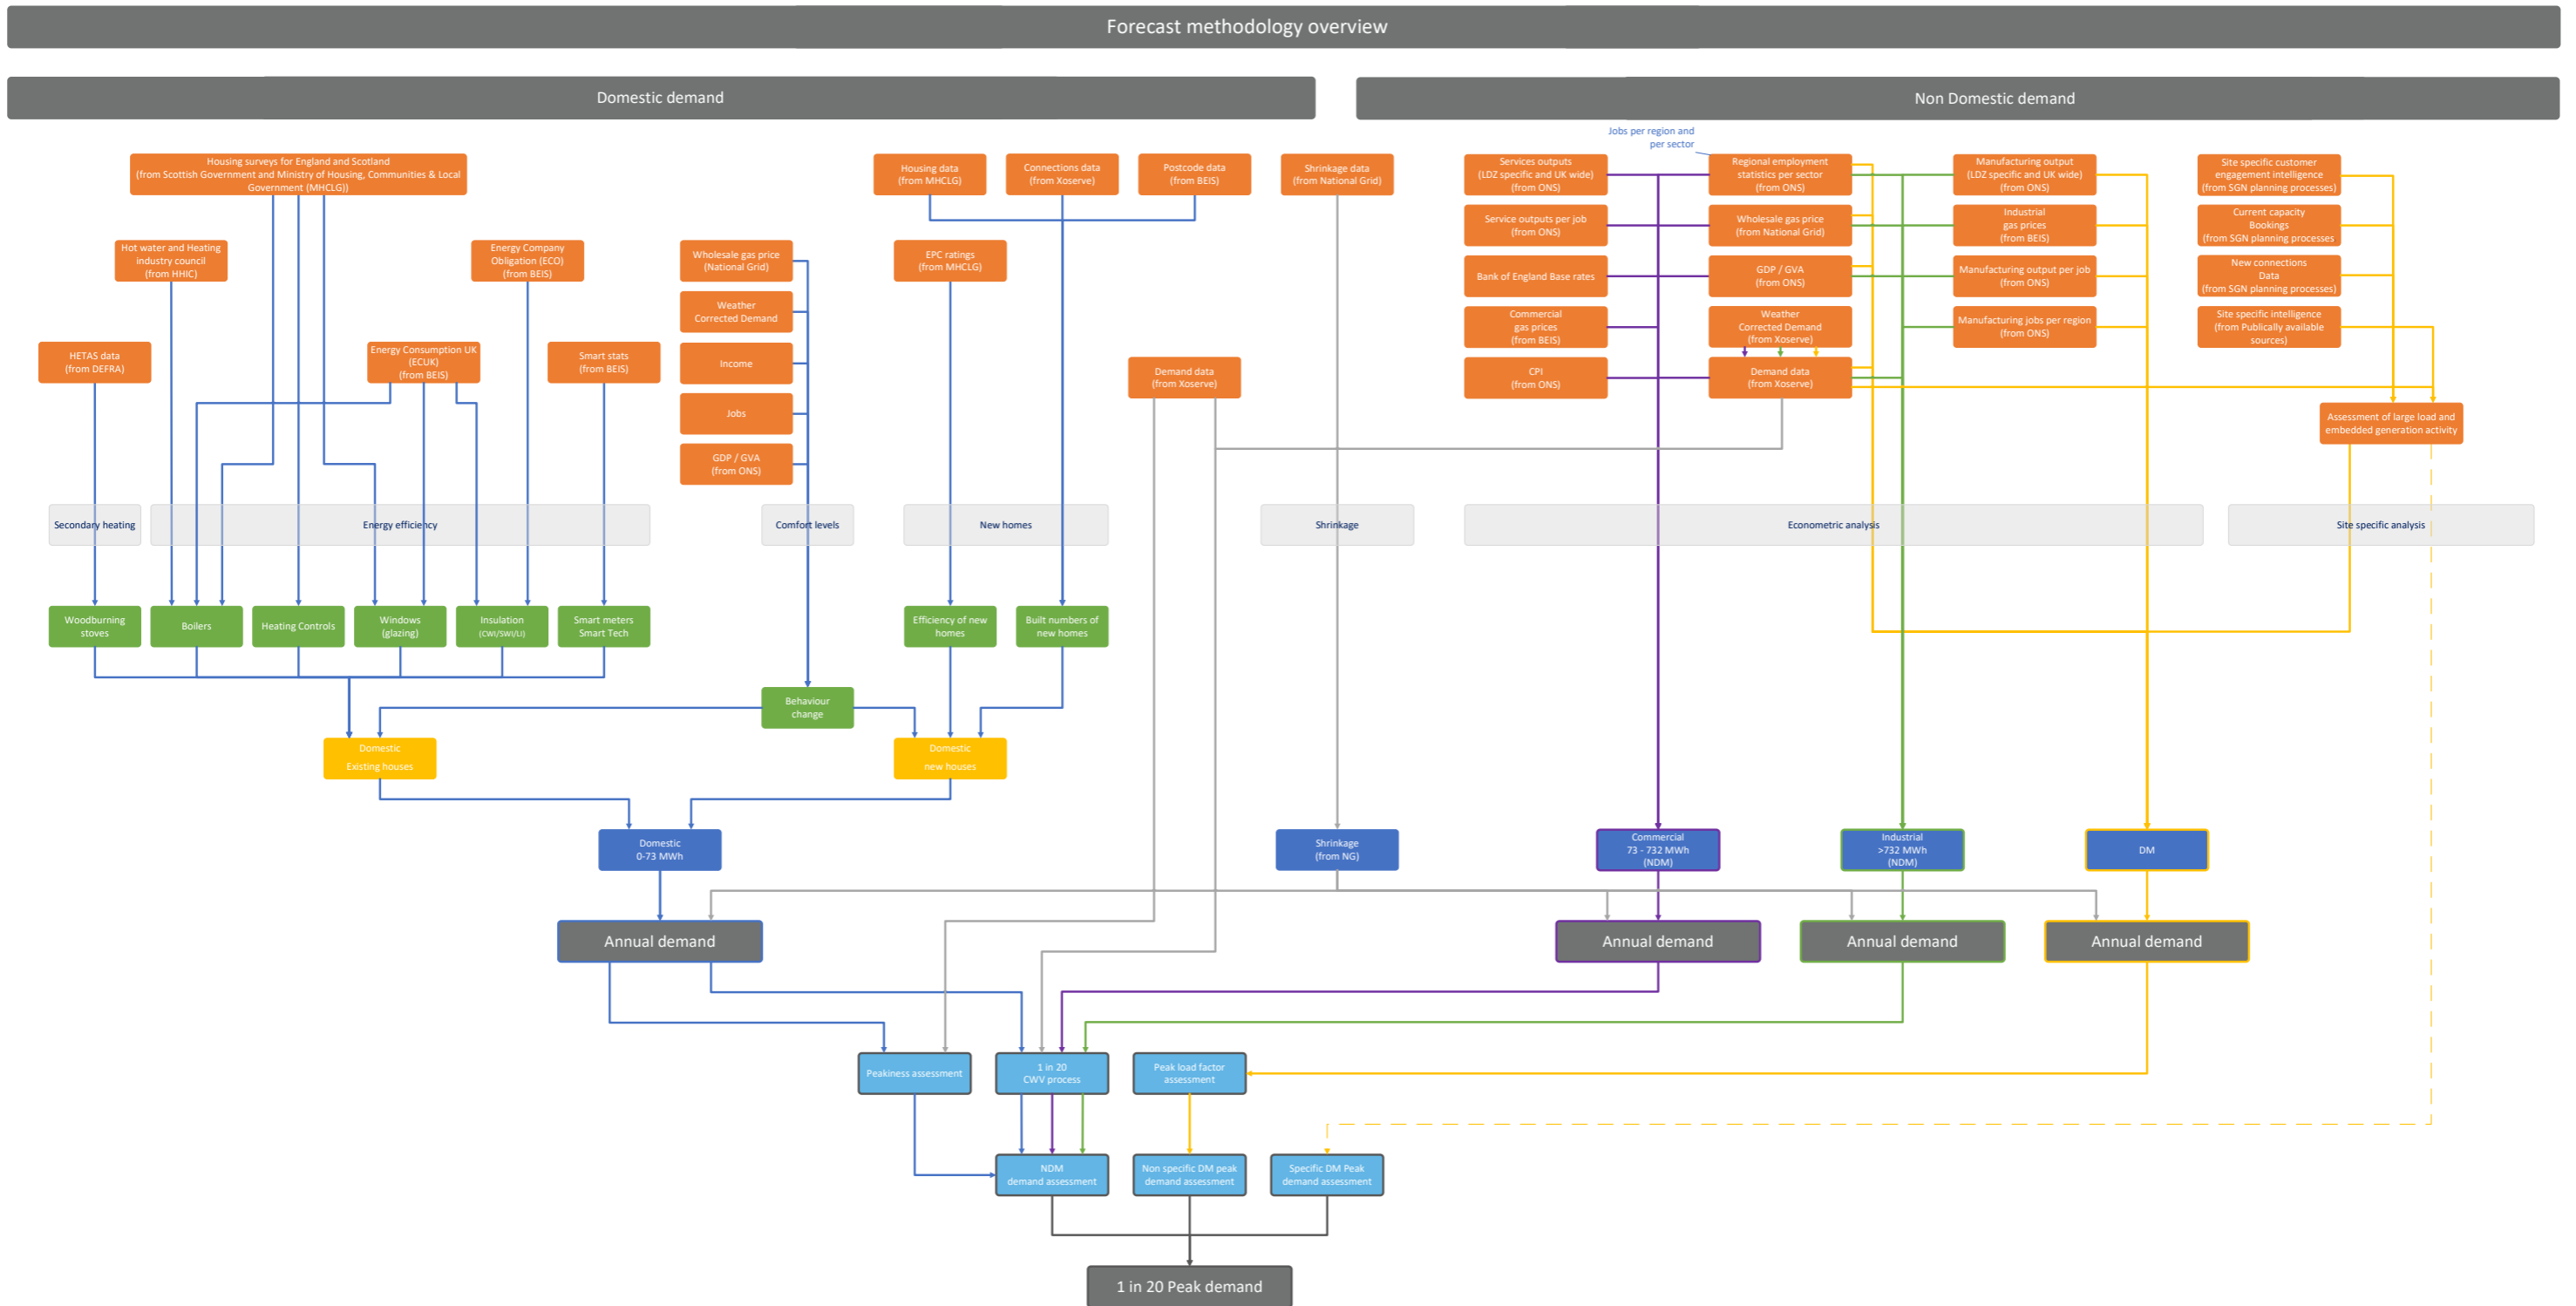 Forecast methodology overview
Domestic demand
Non Domestic demand
Jobs per region and
per sector
Housing surveys for England and Scotland
(from Scottish Government and Ministry of Housing, Communities & Local
Government (MHCLG))
Housing data
(from MHCLG)
Connections data
(from Xoserve)
Postcode data
(from BEIS)
Shrinkage data
(from National Grid)
Services outputs
(LDZ specific and UK wide)
(from ONS)
Regional employment
statistics per sector
(from ONS)
Manufacturing output
(LDZ specific and UK wide)
(from ONS)
Site specific customer
engagement intelligence
(from SGN planning processes)
Service outputs per job
(from ONS)
Wholesale gas price
(from National Grid)
Industrial
gas prices
(from BEIS)
Current capacity
Bookings
(from SGN planning processes
Hot water and Heating
industry council
(from HHIC)
Energy Company
Obligation (ECO)
(from BEIS)
Wholesale gas price
(National Grid)
EPC ratings
(from MHCLG)
Bank of England Base rates
GDP / GVA
(from ONS)
Manufacturing output per job
(from ONS)
New connections
Data
(from SGN planning processes)
Weather
Corrected Demand
Commercial
gas prices
(from BEIS)
Weather
Corrected Demand
(from Xoserve)
Manufacturing jobs per region
(from ONS)
Site specific intelligence
(from Publically available
sources)
HETAS data
(from DEFRA)
Energy Consumption UK
(ECUK)
(from BEIS)
Smart stats
(from BEIS)
Income
Demand data
(from Xoserve)
CPI
(from ONS)
Demand data
(from Xoserve)
Jobs
Assessment of large load and
embedded generation activity
GDP / GVA
(from ONS)
Secondary heating
Energy efficiency
Comfort levels
New homes
Shrinkage
Econometric analysis
Site specific analysis
Woodburning
stoves
Boilers
Heating Controls
Windows
(glazing)
Insulation
(CWI/SWI/LI)
Smart meters
Smart Tech
Efficiency of new
homes
Built numbers of
new homes
Behaviour
change
Domestic
Existing houses
Domestic
new houses
Domestic
0-73 MWh
Shrinkage
(from NG)
Commercial
73 - 732 MWh
(NDM)
Industrial
>732 MWh
(NDM)
DM
Annual demand
Annual demand
Annual demand
Annual demand
Peakiness assessment
1 in 20
CWV process
Peak load factor
assessment
NDM
demand assessment
Non specific DM peak
demand assessment
Specific DM Peak
demand assessment
1 in 20 Peak demand